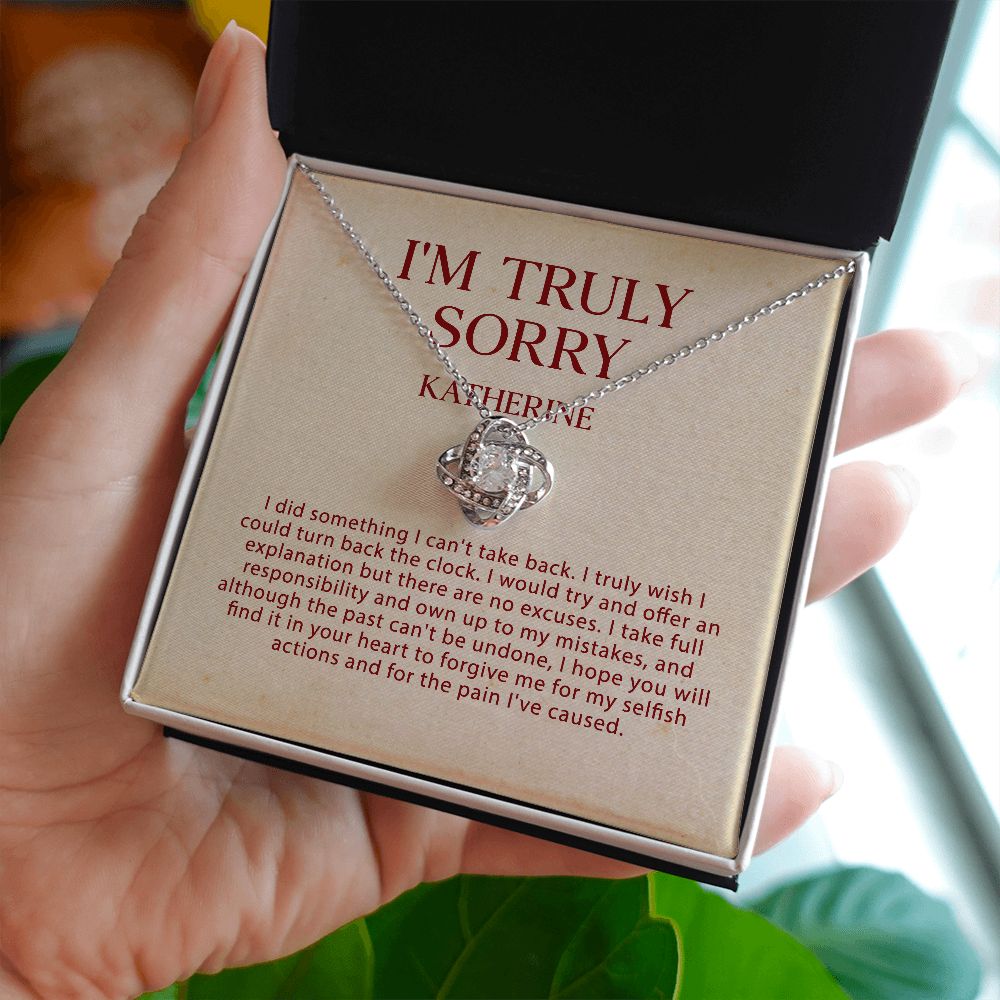 I'M TRULY
SORRY
KATHERINE
I did something I can't take back. I truly wish I
could turn back the clock. I would try and offer an
explanation but there are no excuses. I take full
responsibility and own up to my mistakes, and
although the past can't be undone, I hope you will
find it in your heart to forgive me for my selfish
actions and for the pain I've caused.